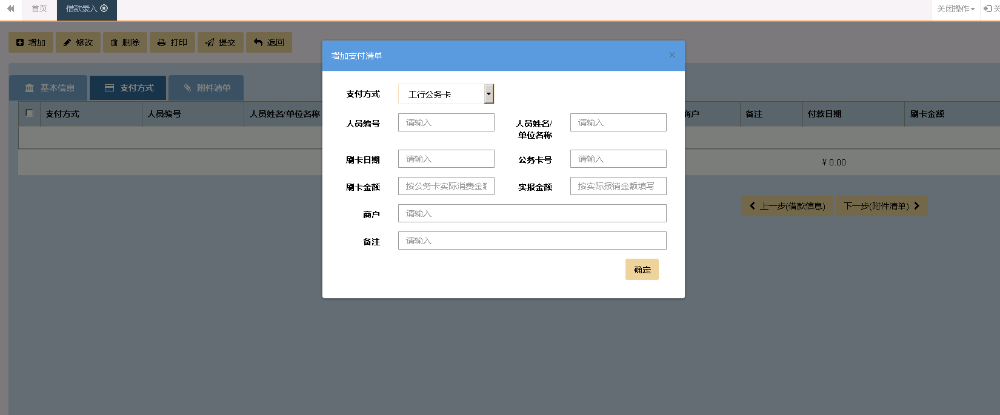 首页
借款录入
关闭操作
关
增加
修改
删除
打印
提交
返回
基本信息
支付方式
附件清单
支付方式
人员编号
人员姓名/单位名称
商户
备注
付款日期
刷卡金额
¥ 0.00
上一步(借款信息)
下一步(附件清单)
增加支付清单
×
支付方式
工行公务卡
人员编号
请输入
人员姓名/
单位名称
请输入
刷卡日期
请输入
公务卡号
请输入
刷卡金额
按公务卡实际消费金额
实报金额
按实际报销金额填写
商户
请输入
备注
请输入
确定